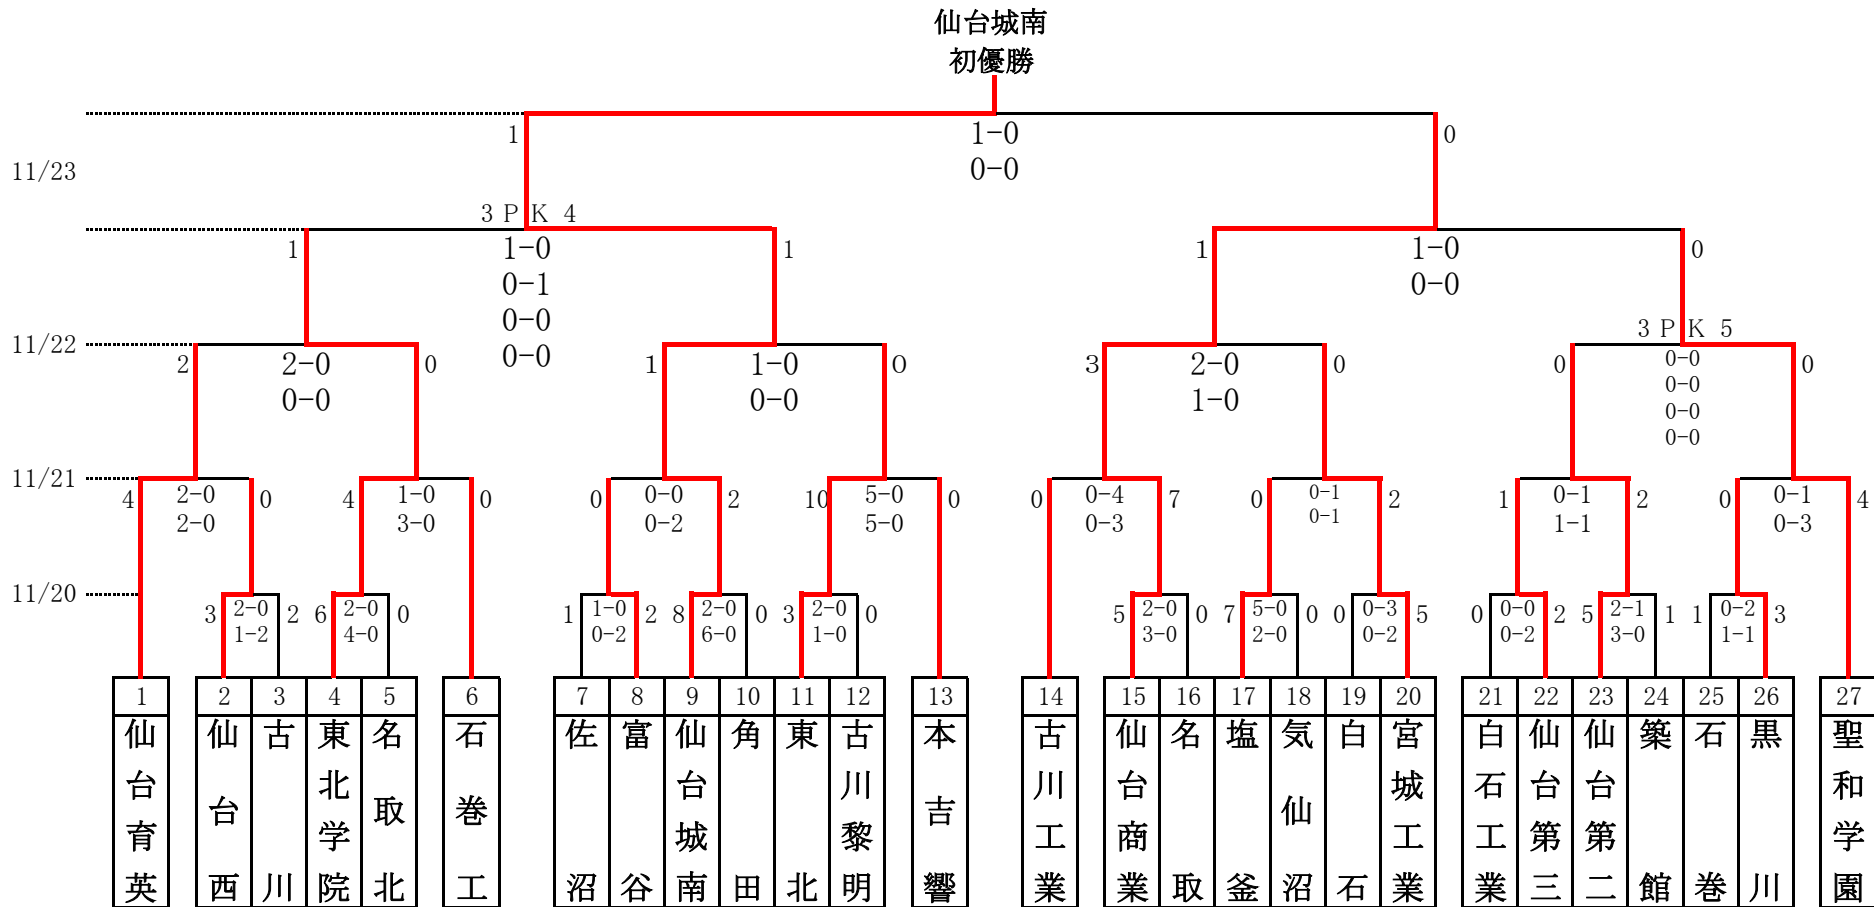 仙台城南
初優勝
1 1-0 0
0-0
11/23
3 P K 4
1 1-0 1 1 1-0 0
0-1 0-0
0-0
0-0
11/22
3 P K 5
2 2-0 0 1 1-0 0 3 2-0 0 0 0-0 0
0-0 0-0 1-0 0-0
0-0
0-0
11/21
4 2-0 0 4 1-0 0 0 0-0 2 10 5-0 0 0 0-4 7 0 0-1 2 1 0-1 2 0 0-1 4
2-0 3-0 0-2 5-0 0-3 0-1 1-1 0-3
11/20
3 2-0 2 6 2-0 0 1 1-0 2 8 2-0 0 3 2-0 0 5 2-0 0 7 5-0 0 0 0-3 5 0 0-0 2 5 2-1 1 1 0-2 3
1-2 4-0 0-2 6-0 1-0 3-0 2-0 0-2 0-2 3-0 1-1
1 2 3 4 5 6 7 8 9 10 11 12 13 14 15 16 17 18 19 20 21 22 23 24 25 26 27
仙台育英
仙台西
古川
東北学院
名取北
石巻工
佐沼
富谷
仙台城南
角田
東北
古川黎明
本吉響
古川工業
仙台商業
名取
塩釜
気仙沼
白石
宮城工業
白石工業
仙台第三
仙台第二
築館
石巻
黒川
聖和学園